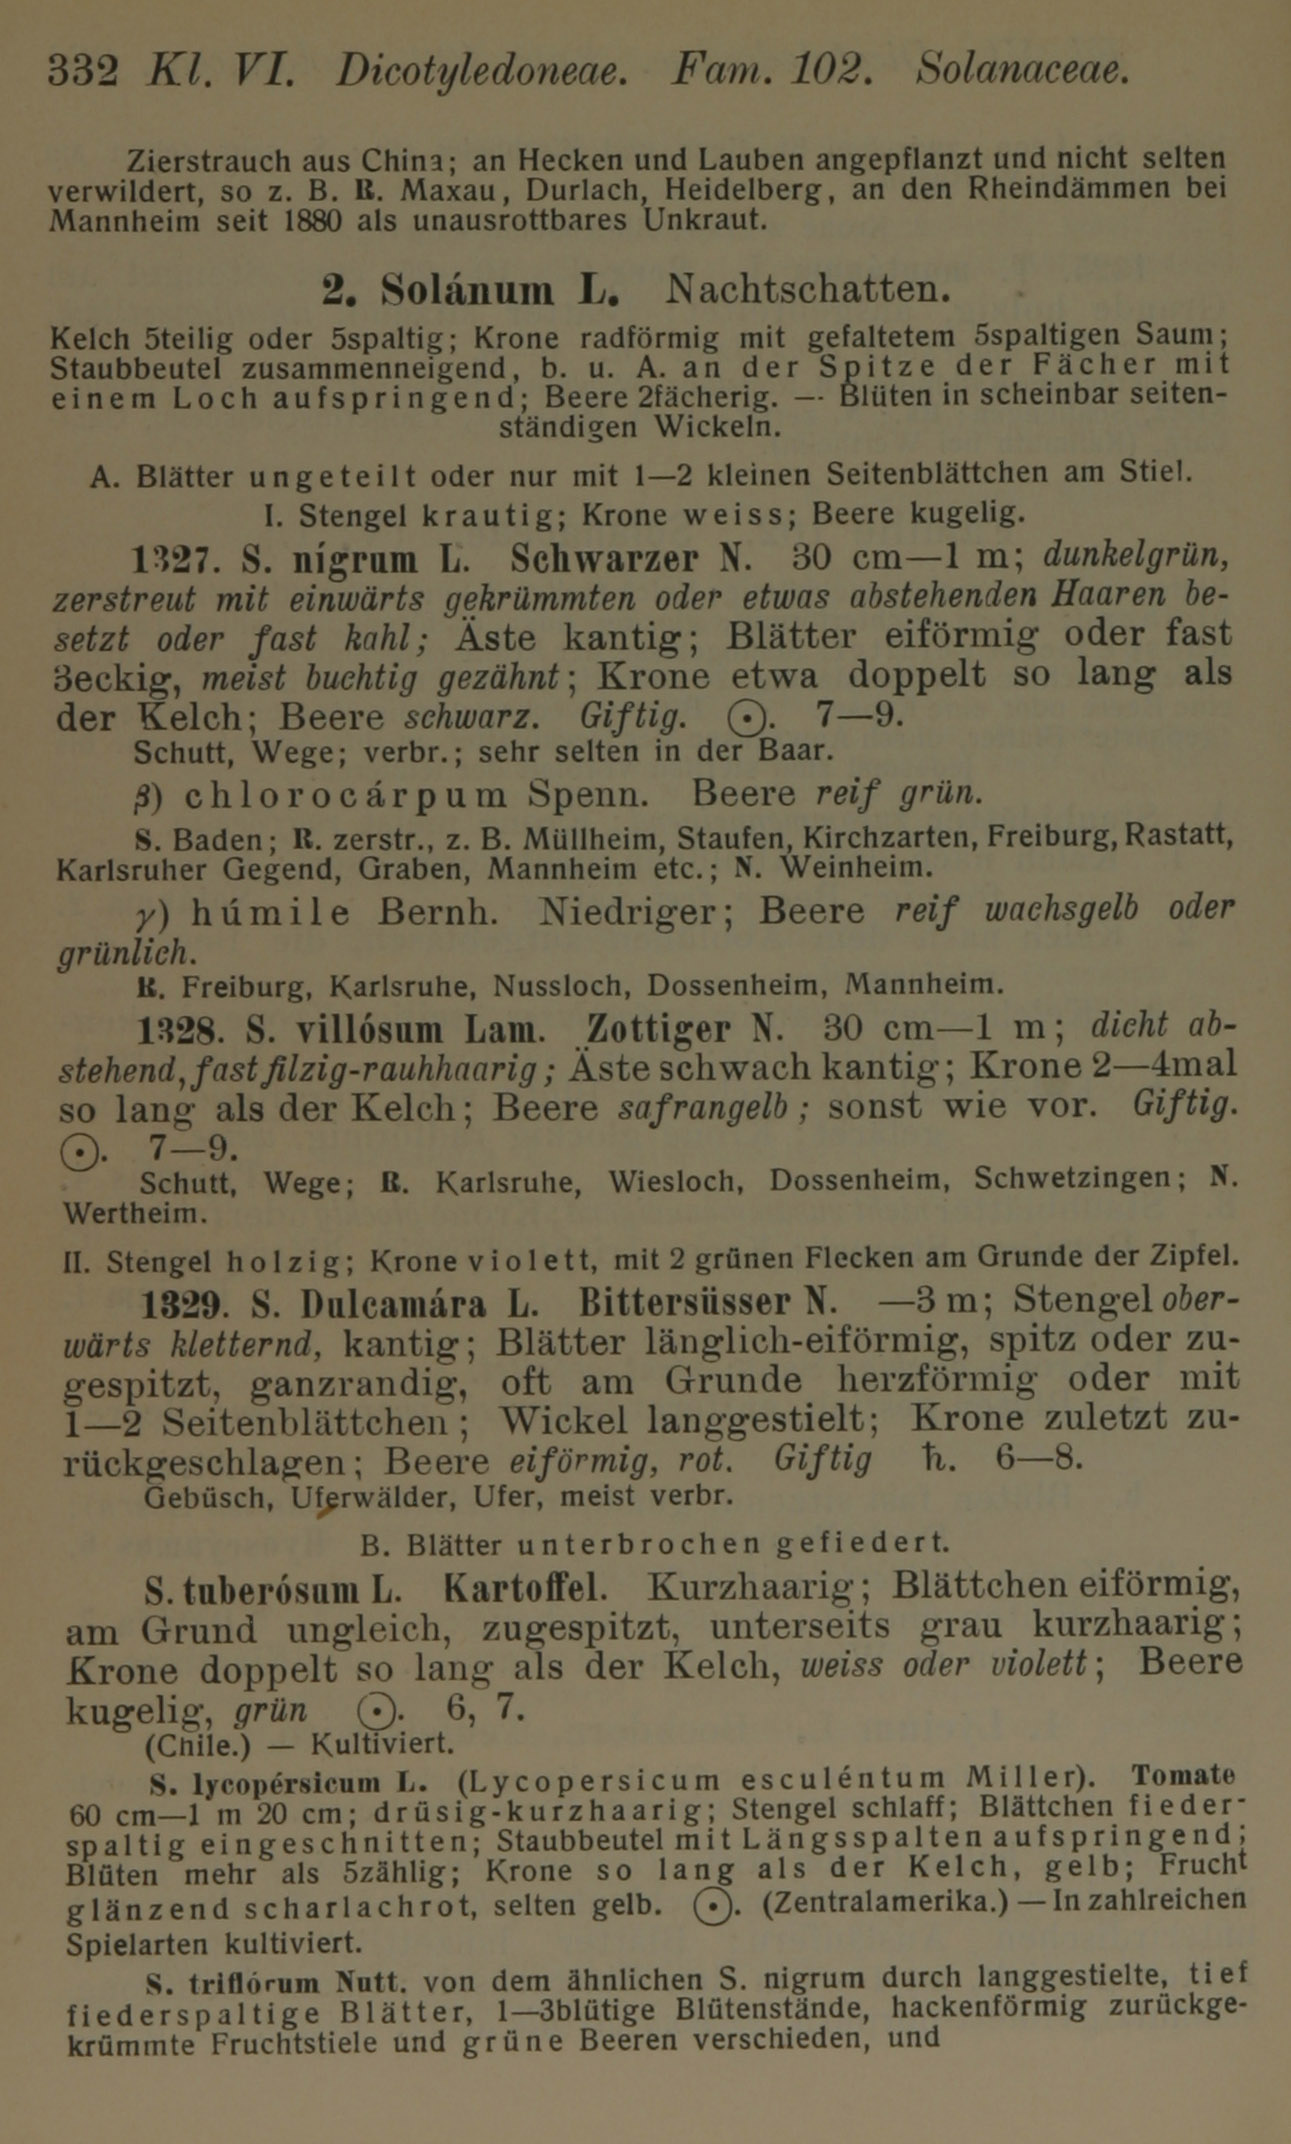 332 Kl. VI. Dicotyledoneae. Fam. 102. Solanaceae.
Zierstrauch aus China; an Hecken und Lauben angepflanzt und nicht selten
verwildert, so z. B. R. Maxau, Durlach, Heidelberg, an den Rheindämmen bei
Mannheim seit 1880 als unausrottbares Unkraut.
2. Solánum L. Nachtschatten.
Kelch 5teilig oder 5spaltig; Krone radförmig mit gefaltetem 5spaltigen Saum;
Staubbeutel zusammenneigend, b. u. A. an der Spitze der Fächer mit
einem Loch aufspringend; Beere 2fächerig. — Blüten in scheinbar seiten-
ständigen Wickeln.
A. Blätter ungeteilt oder nur mit 1—2 kleinen Seitenblättchen am Stiel.
I. Stengel krautig; Krone weiss; Beere kugelig.
1327. S. nígrum L. Schwarzer N. 30 cm—1 m; dunkelgrün,
zerstreut mit einwärts gekrümmten oder etwas abstehenden Haaren be-
setzt oder fast kahl; Äste kantig; Blätter eiförmig oder fast
3eckig, meist buchtig gezähnt; Krone etwa doppelt so lang als
der Kelch; Beere schwarz. Giftig. ⊙. 7—9.
Schutt, Wege; verbr.; sehr selten in der Baar.
β) chlorocárpum Spenn. Beere reif grün.
S. Baden; R. zerstr., z. B. Müllheim, Staufen, Kirchzarten, Freiburg, Rastatt,
Karlsruher Gegend, Graben, Mannheim etc.; N. Weinheim.
γ) húmile Bernh. Niedriger; Beere reif wachsgelb oder
grünlich.
R. Freiburg, Karlsruhe, Nussloch, Dossenheim, Mannheim.
1328. S. villósum Lam. Zottiger N. 30 cm—1 m; dicht ab-
stehend, fast filzig-rauhhaarig; Äste schwach kantig; Krone 2—4mal
so lang als der Kelch; Beere safrangelb; sonst wie vor. Giftig.
⊙. 7—9.
Schutt, Wege; R. Karlsruhe, Wiesloch, Dossenheim, Schwetzingen; N.
Wertheim.
II. Stengel holzig; Krone violett, mit 2 grünen Flecken am Grunde der Zipfel.
1329. S. Dulcamára L. Bittersüsser N. —3 m; Stengel ober-
wärts kletternd, kantig; Blätter länglich-eiförmig, spitz oder zu-
gespitzt, ganzrandig, oft am Grunde herzförmig oder mit
1—2 Seitenblättchen; Wickel langgestielt; Krone zuletzt zu-
rückgeschlagen; Beere eiförmig, rot. Giftig ħ. 6—8.
Gebüsch, Uferwälder, Ufer, meist verbr.
B. Blätter unterbrochen gefiedert.
S. tuberósum L. Kartoffel. Kurzhaarig; Blättchen eiförmig,
am Grund ungleich, zugespitzt, unterseits grau kurzhaarig;
Krone doppelt so lang als der Kelch, weiss oder violett; Beere
kugelig, grün ⊙. 6, 7.
(Chile.) — Kultiviert.
S. lycopérsicum L. (Lycopersicum esculéntum Miller). Tomate
60 cm—1 m 20 cm; drüsig-kurzhaarig; Stengel schlaff; Blättchen fieder-
spaltig eingeschnitten; Staubbeutel mit Längsspalten aufspringend;
Blüten mehr als 5zählig; Krone so lang als der Kelch, gelb; Frucht
glänzend scharlachrot, selten gelb. ⊙. (Zentralamerika.) — In zahlreichen
Spielarten kultiviert.
S. triflórum Nutt. von dem ähnlichen S. nigrum durch langgestielte, tief
fiederspaltige Blätter, 1—3blütige Blütenstände, hackenförmig zurückge-
krümmte Fruchtstiele und grüne Beeren verschieden, und